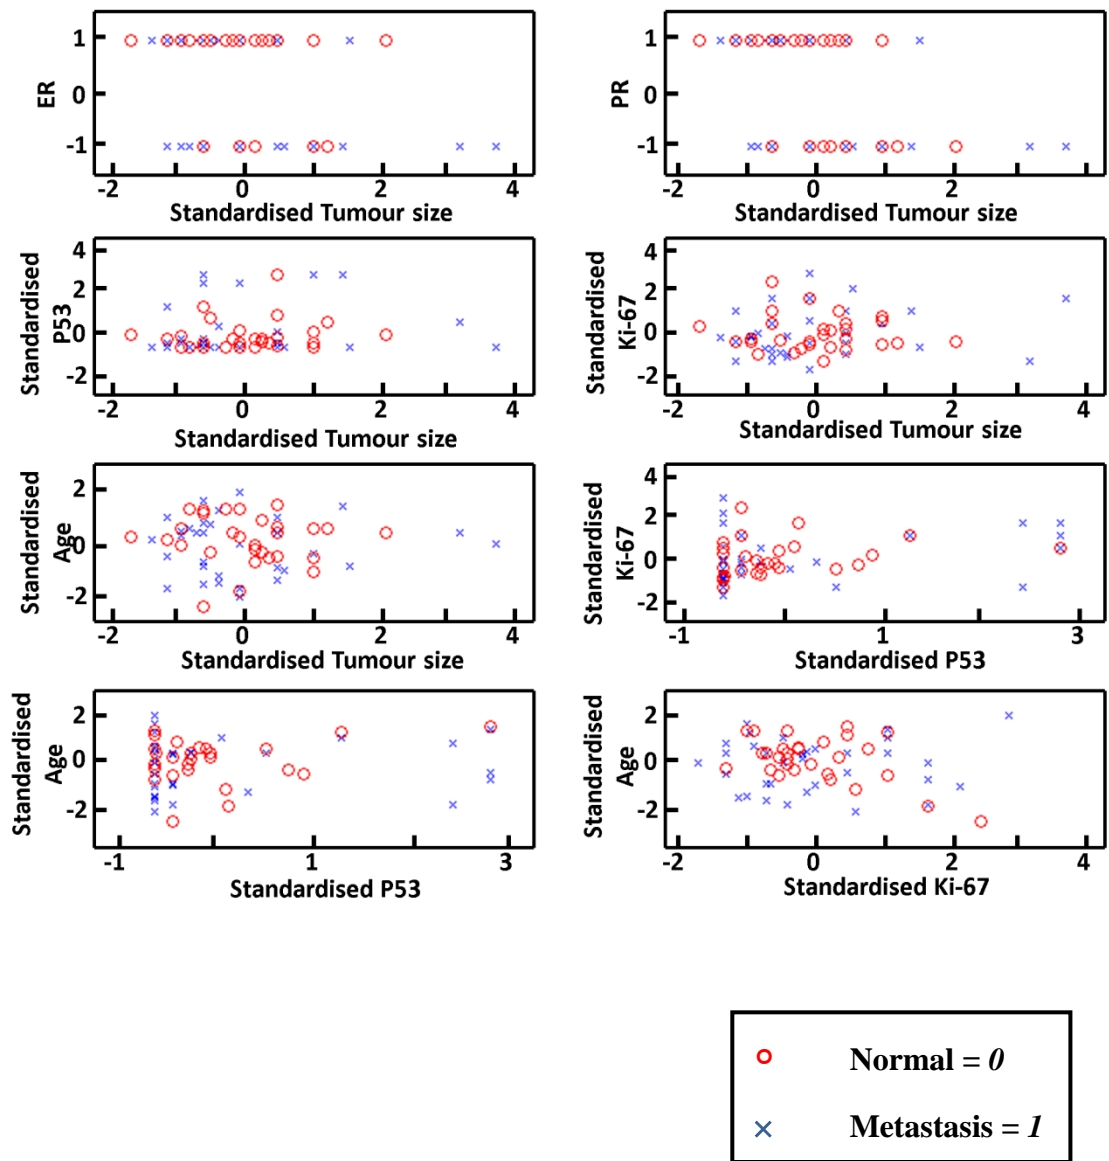 ER
1
0
-1
-2 0 2 4
Standardised Tumour size
PR
1
0
-1
-2 0 2 4
Standardised Tumour size
Standardised
P53
4
2
0
-2
-2 0 2 4
Standardised Tumour size
Standardised
Ki-67
4
2
0
-2
-2 0 2 4
Standardised Tumour size
Standardised
Age
2
0
-2
-2 0 2 4
Standardised Tumour size
Standardised
Ki-67
4
2
0
-2
-1 1 3
Standardised P53
Standardised
Age
2
0
-2
-1 1 3
Standardised P53
Standardised
Age
2
0
-2
-2 0 2 4
Standardised Ki-67
Normal = 0
Metastasis = 1